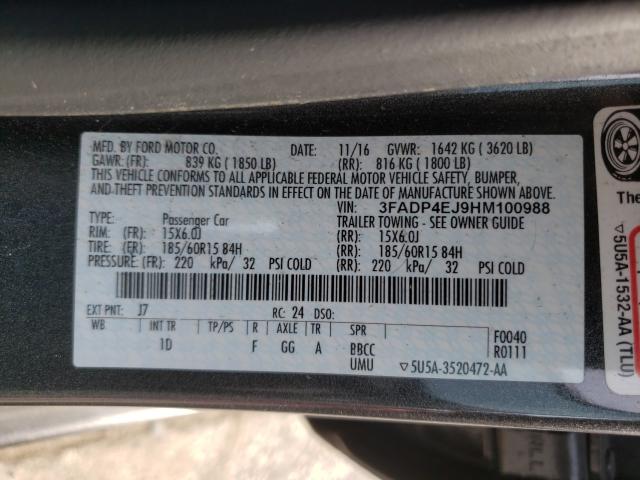 MFD. BY FORD MOTOR CO. DATE: 11/16 GVWR: 1642 KG ( 3620 LB)
GAWR: (FR): 839 KG ( 1850 LB) (RR): 816 KG ( 1800 LB)
THIS VEHICLE CONFORMS TO ALL APPLICABLE FEDERAL MOTOR VEHICLE SAFETY, BUMPER,
AND THEFT PREVENTION STANDARDS IN EFFECT ON THE DATE OF MANUFACTURE SHOWN ABOVE.
VIN: 3FADP4EJ9HM100988
TYPE: Passenger Car TRAILER TOWING - SEE OWNER GUIDE
RIM: (FR): 15X6.0J (RR): 15X6.0J
TIRE: (FR): 185/60R15 84H (RR): 185/60R15 84H
PRESSURE: (FR): 220 kPa/ 32 PSI COLD (RR): 220 kPa/ 32 PSI COLD
EXT PNT: J7 RC: 24 DSO:
WB INT TR TP/PS R AXLE TR SPR F0040
1D F GG A BBCC R0111
UMU ▿5U5A-3520472-AA
▿5U5A-1532-AA (TLU)